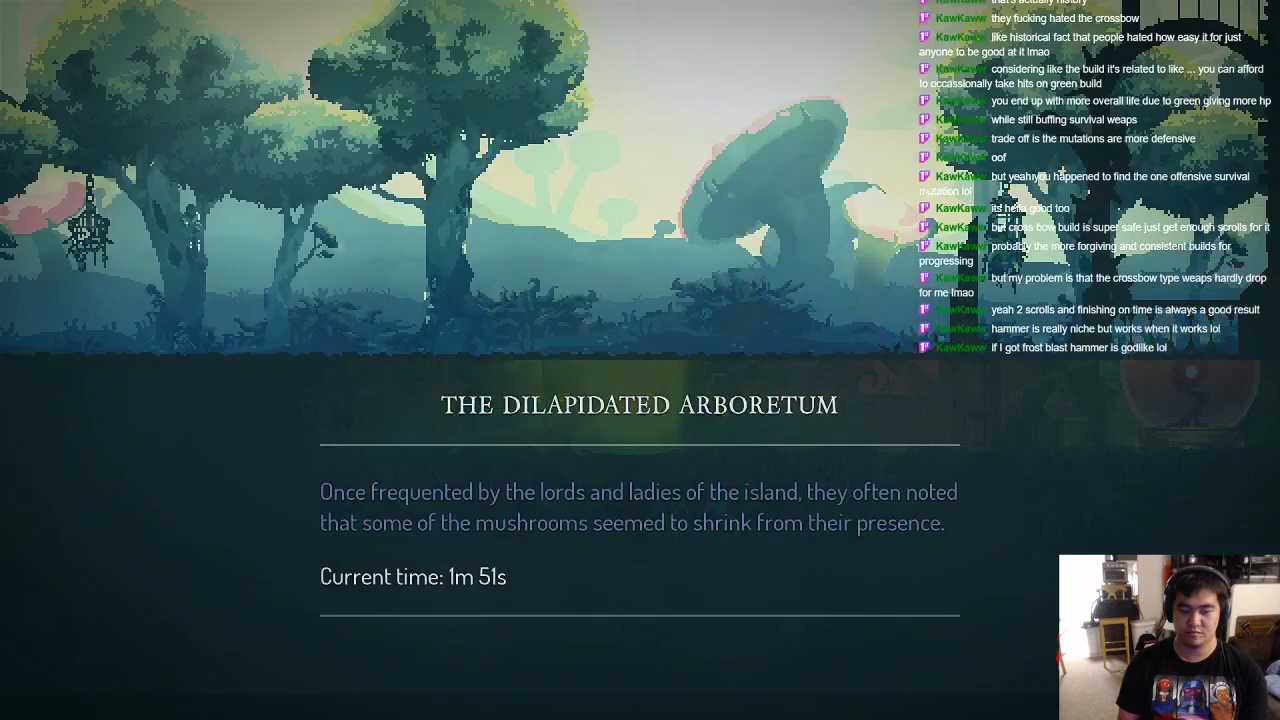 that's actually history
KawKaww they fucking hated the crossbow
KawKaww like historical fact that people hated how easy it for just
anyone to be good at it lmao
KawKaww considering like the build it's related to like ... you can afford
to occassionally take hits on green build
KawKaww you end up with more overall life due to green giving more hp
KawKaww while still buffing survival weaps
KawKaww trade off is the mutations are more defensive
KawKaww oof
KawKaww but yeah you happened to find the one offensive survival
mutation lol
KawKaww its hella good too
KawKaww but cross bow build is super safe just get enough scrolls for it
KawKaww probably the more forgiving and consistent builds for
progressing
KawKaww but my problem is that the crossbow type weaps hardly drop
for me lmao
KawKaww yeah 2 scrolls and finishing on time is always a good result
KawKaww hammer is really niche but works when it works lol
KawKaww if I got frost blast hammer is godlike lol
THE DILAPIDATED ARBORETUM
Once frequented by the lords and ladies of the island, they often noted
that some of the mushrooms seemed to shrink from their presence.
Current time: 1m 51s